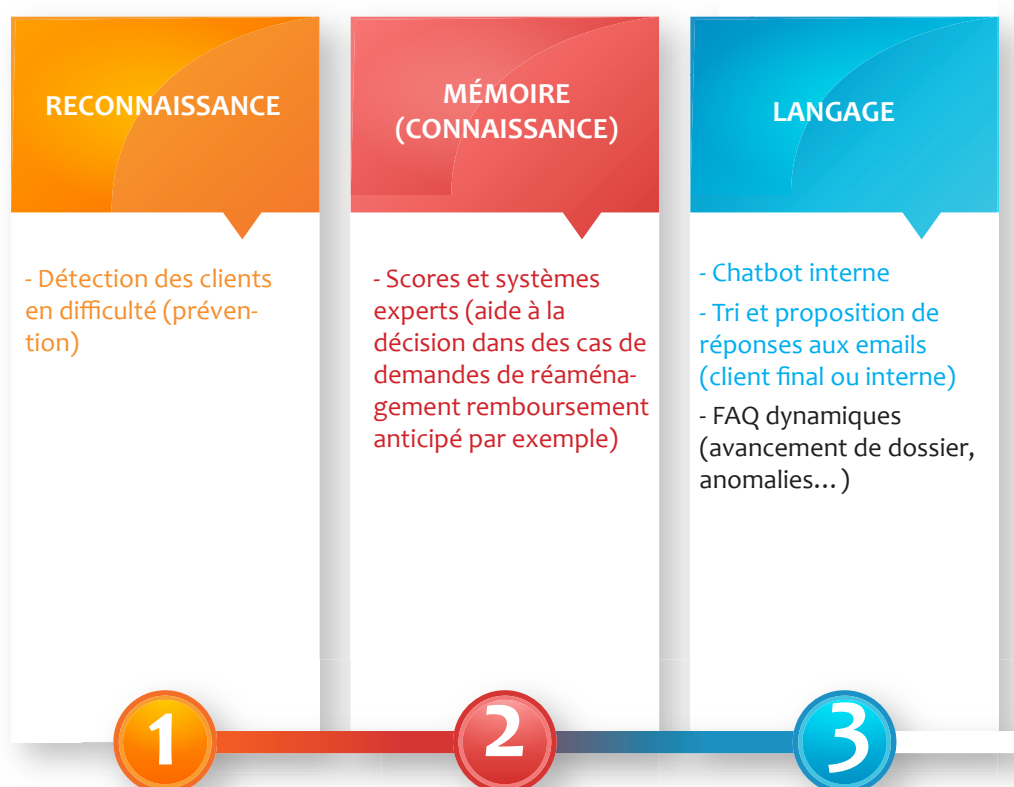 RECONNAISSANCE
- Détection des clients
en difficulté (préven-
tion)
1
MÉMOIRE
(CONNAISSANCE)
- Scores et systèmes
experts (aide à la
décision dans des cas de
demandes de réaména-
gement remboursement
anticipé par exemple)
2
LANGAGE
- Chatbot interne
- Tri et proposition de
réponses aux emails
(client final ou interne)
- FAQ dynamiques
(avancement de dossier,
anomalies…)
3